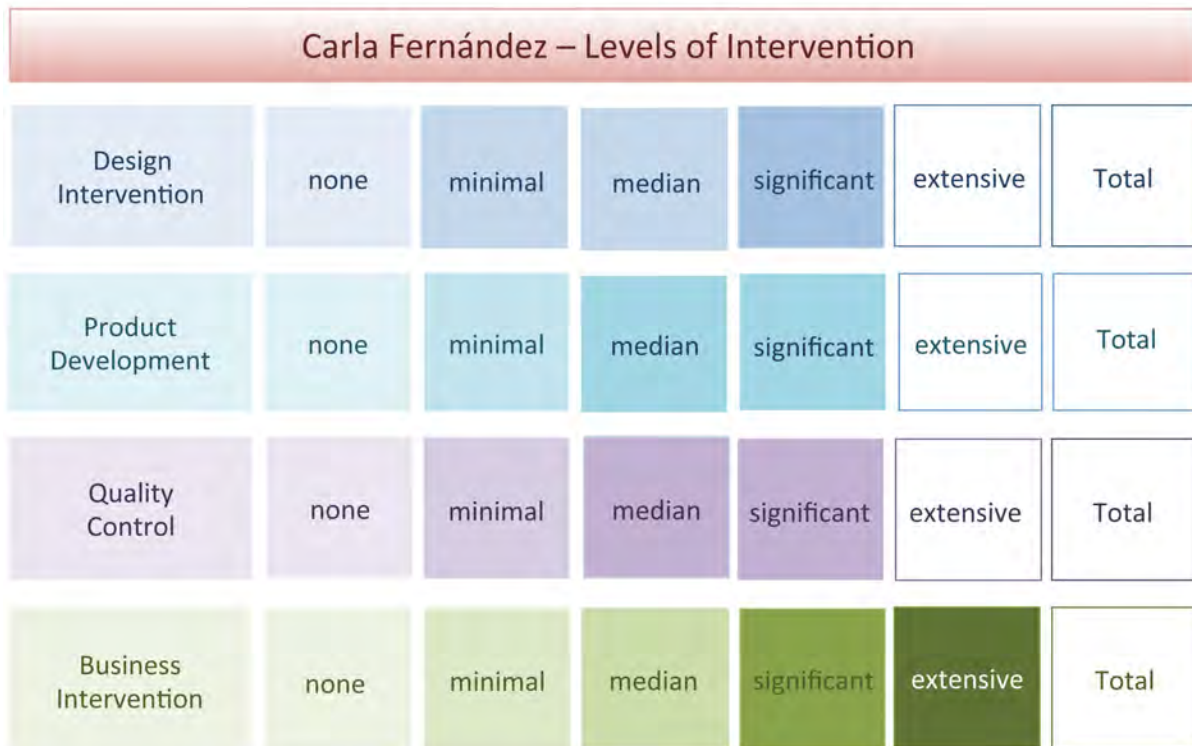 Carla Fernández – Levels of Intervention
Design
Intervention
none
minimal
median
significant
extensive
Total
Product
Development
none
minimal
median
significant
extensive
Total
Quality
Control
none
minimal
median
significant
extensive
Total
Business
Intervention
none
minimal
median
significant
extensive
Total